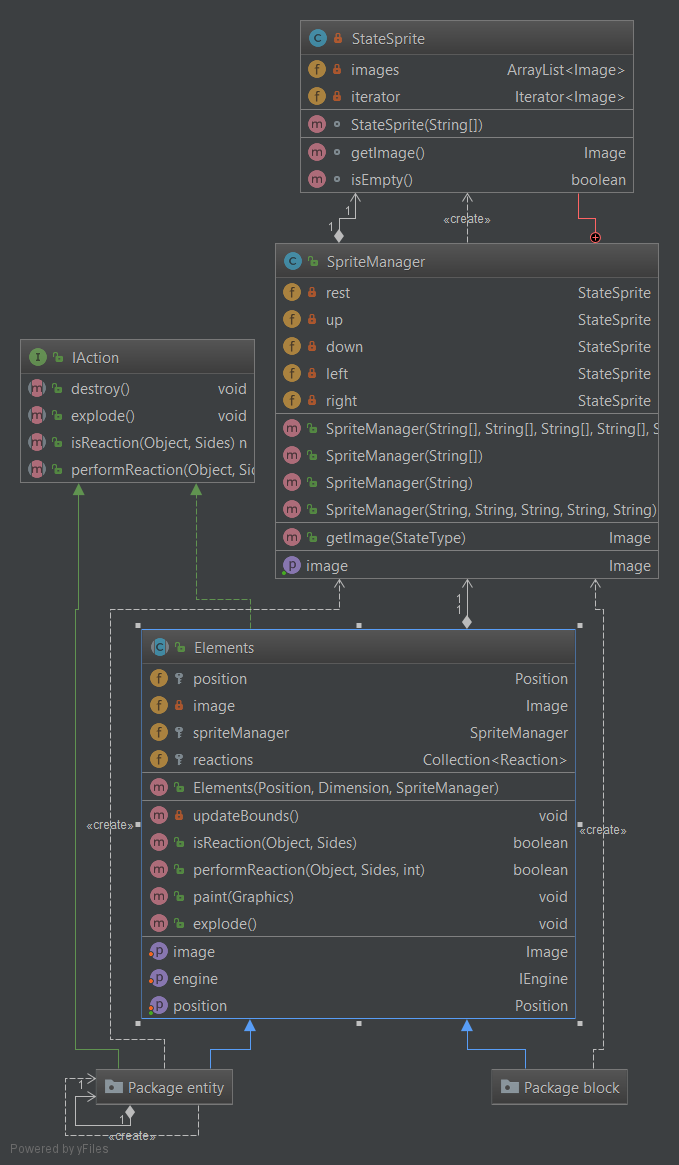 StateSprite
images ArrayList<Image>
iterator Iterator<Image>
StateSprite(String[])
getImage() Image
isEmpty() boolean
1
«create»
1
SpriteManager
rest StateSprite
up StateSprite
down StateSprite
left StateSprite
right StateSprite
SpriteManager(String[], String[], String[], String[], S
SpriteManager(String[])
SpriteManager(String)
SpriteManager(String, String, String, String, String)
getImage(StateType) Image
image Image
IAction
destroy() void
explode() void
isReaction(Object, Sides) n
performReaction(Object, Sid
1
1
Elements
position Position
image Image
spriteManager SpriteManager
reactions Collection<Reaction>
Elements(Position, Dimension, SpriteManager)
updateBounds() void
isReaction(Object, Sides) boolean
performReaction(Object, Sides, int) boolean
paint(Graphics) void
explode() void
image Image
engine IEngine
position Position
«create»
«create»
Package entity
Package block
1
1
«create»
Powered by yFiles